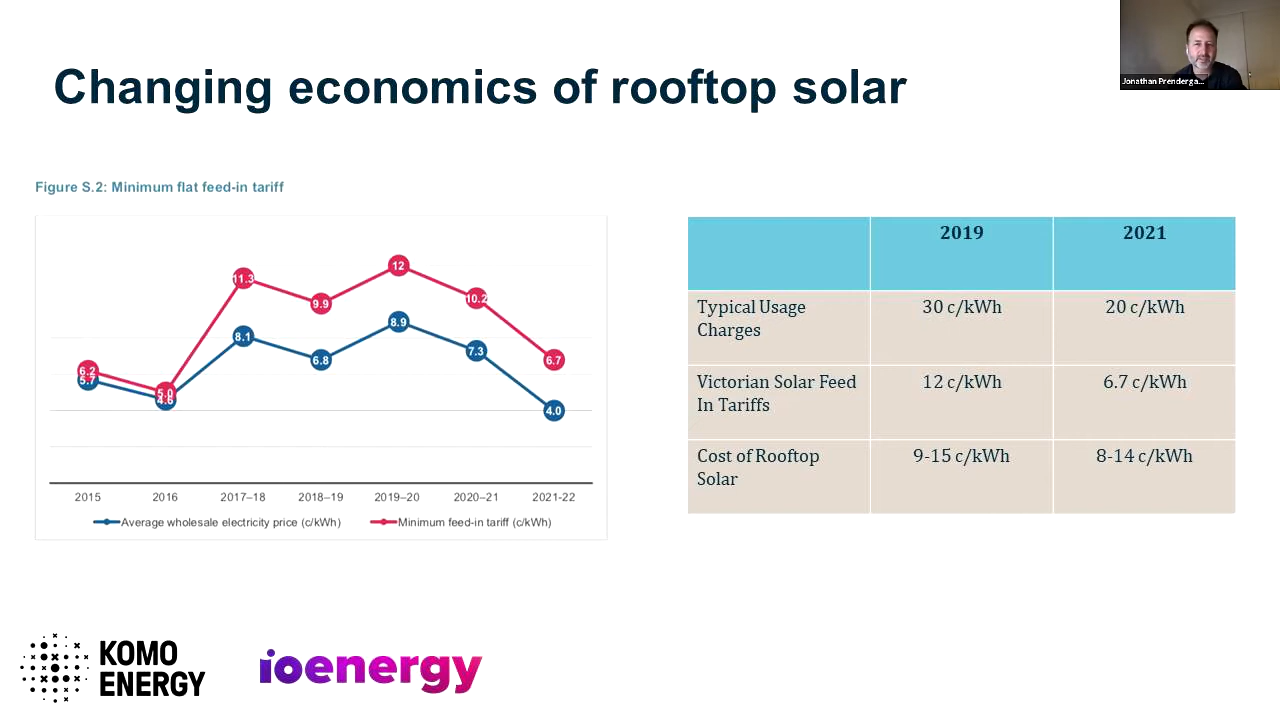 Jonathan Prenderga...
Changing economics of rooftop solar
Figure S.2: Minimum flat feed-in tariff
6.2
5.7
5.0
4.6
11.3
8.1
9.9
6.8
12
8.9
10.2
7.3
6.7
4.0
2015 2016 2017–18 2018–19 2019–20 2020–21 2021-22
Average wholesale electricity price (c/kWh) Minimum feed-in tariff (c/kWh)
2019 2021
Typical Usage
Charges
30 c/kWh 20 c/kWh
Victorian Solar Feed
In Tariffs
12 c/kWh 6.7 c/kWh
Cost of Rooftop
Solar
9-15 c/kWh 8-14 c/kWh
KOMO
ENERGY
ioenergy